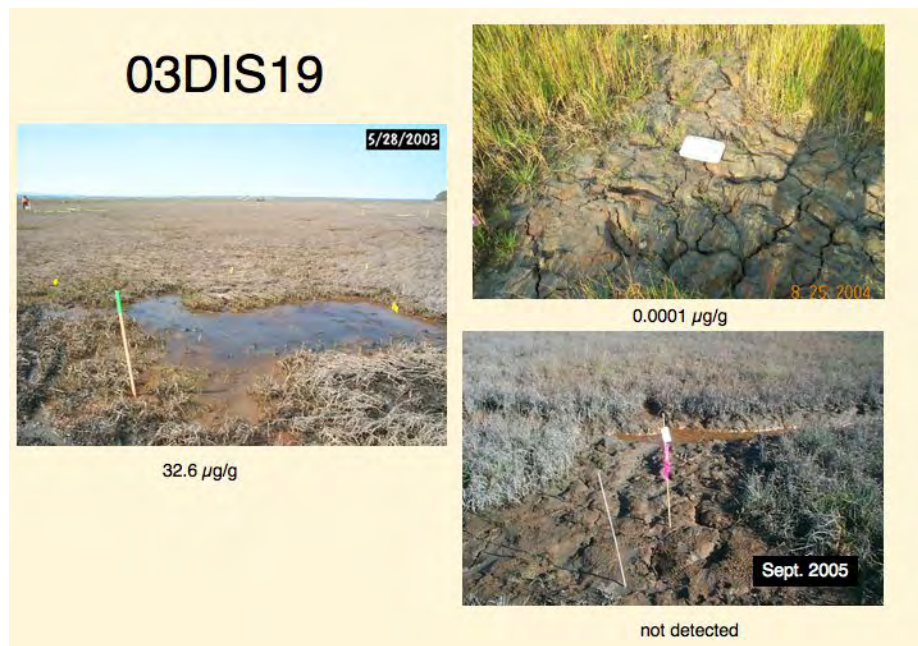 03DIS19
5/28/2003
32.6 µg/g
8 25 2004
0.0001 µg/g
Sept. 2005
not detected